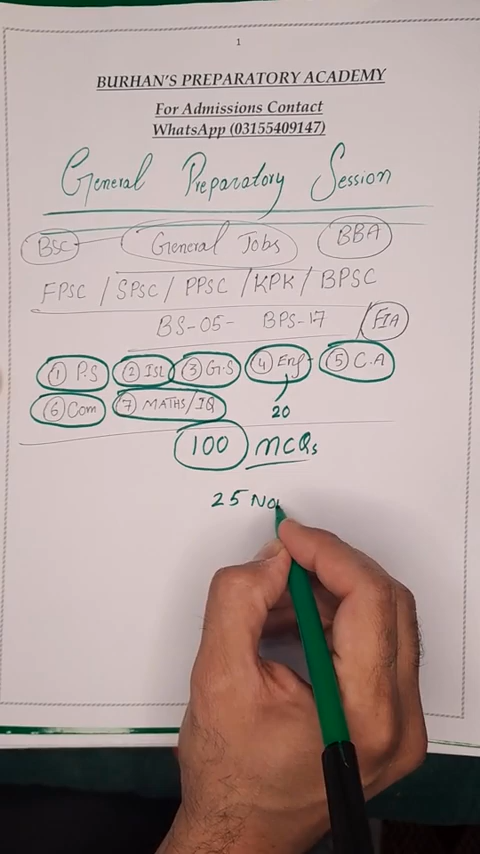 1
BURHAN'S PREPARATORY ACADEMY
For Admissions Contact
WhatsApp (03155409147)
General Preparatory Session
BSC General Jobs BBA
FPSC / SPSC / PPSC / KPK / BPSC
BS-05- BPS-17 FIA
① P.S ② ISL ③ G.S ④ Eng ⑤ C.A
⑥ Com ⑦ MATHS/IQ 20
100 MCQs
25 Nov